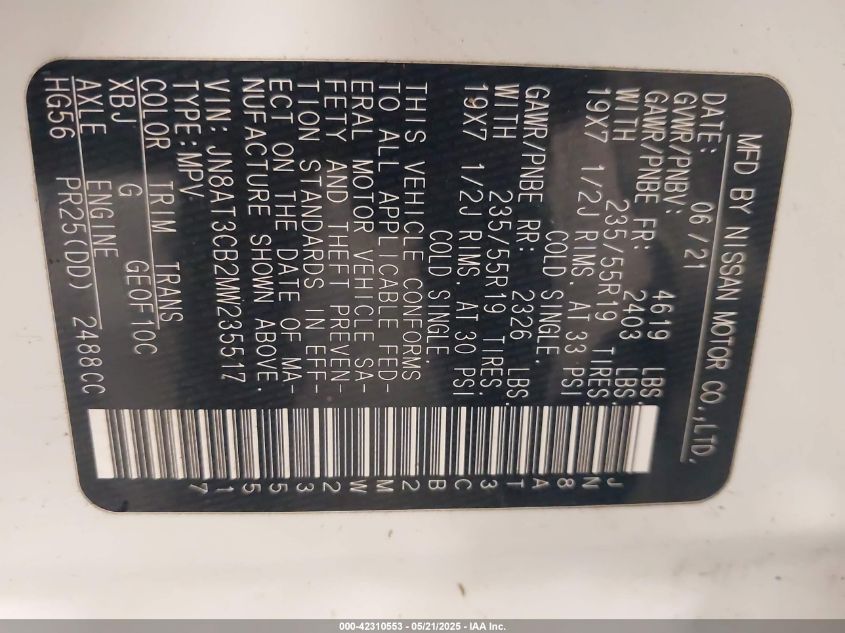 MFD BY NISSAN MOTOR CO.,LTD.
DATE: 06 /21
GVWR/PNBV: 4619 LBS.
GAWR/PNBE FR: 2403 LBS.
WITH 235/55R19 TIRES.
19X7 1/2J RIMS. AT 33 PSI
COLD SINGLE.
GAWR/PNBE RR: 2326 LBS.
WITH 235/55R19 TIRES.
19X7 1/2J RIMS. AT 30 PSI
COLD SINGLE.
THIS VEHICLE CONFORMS
TO ALL APPLICABLE FED-
ERAL MOTOR VEHICLE SA-
FETY AND THEFT PREVEN-
TION STANDARDS IN EFF-
ECT ON THE DATE OF MA-
NUFACTURE SHOWN ABOVE.
VIN: JN8AT3CB2MW235517
TYPE:MPV
COLOR TRIM TRANS
XBJ G GE0F10C
AXLE ENGINE
HG56 PR25(DD) 2488CC
JN8AT3CB2MW235517
000-42310553 - 05/21/2025 - IAA Inc.